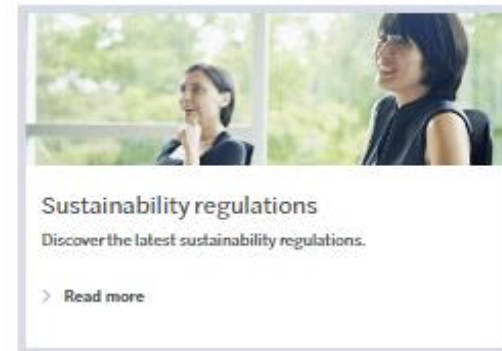 Sustainability regulations
Discover the latest sustainability regulations.
Read more